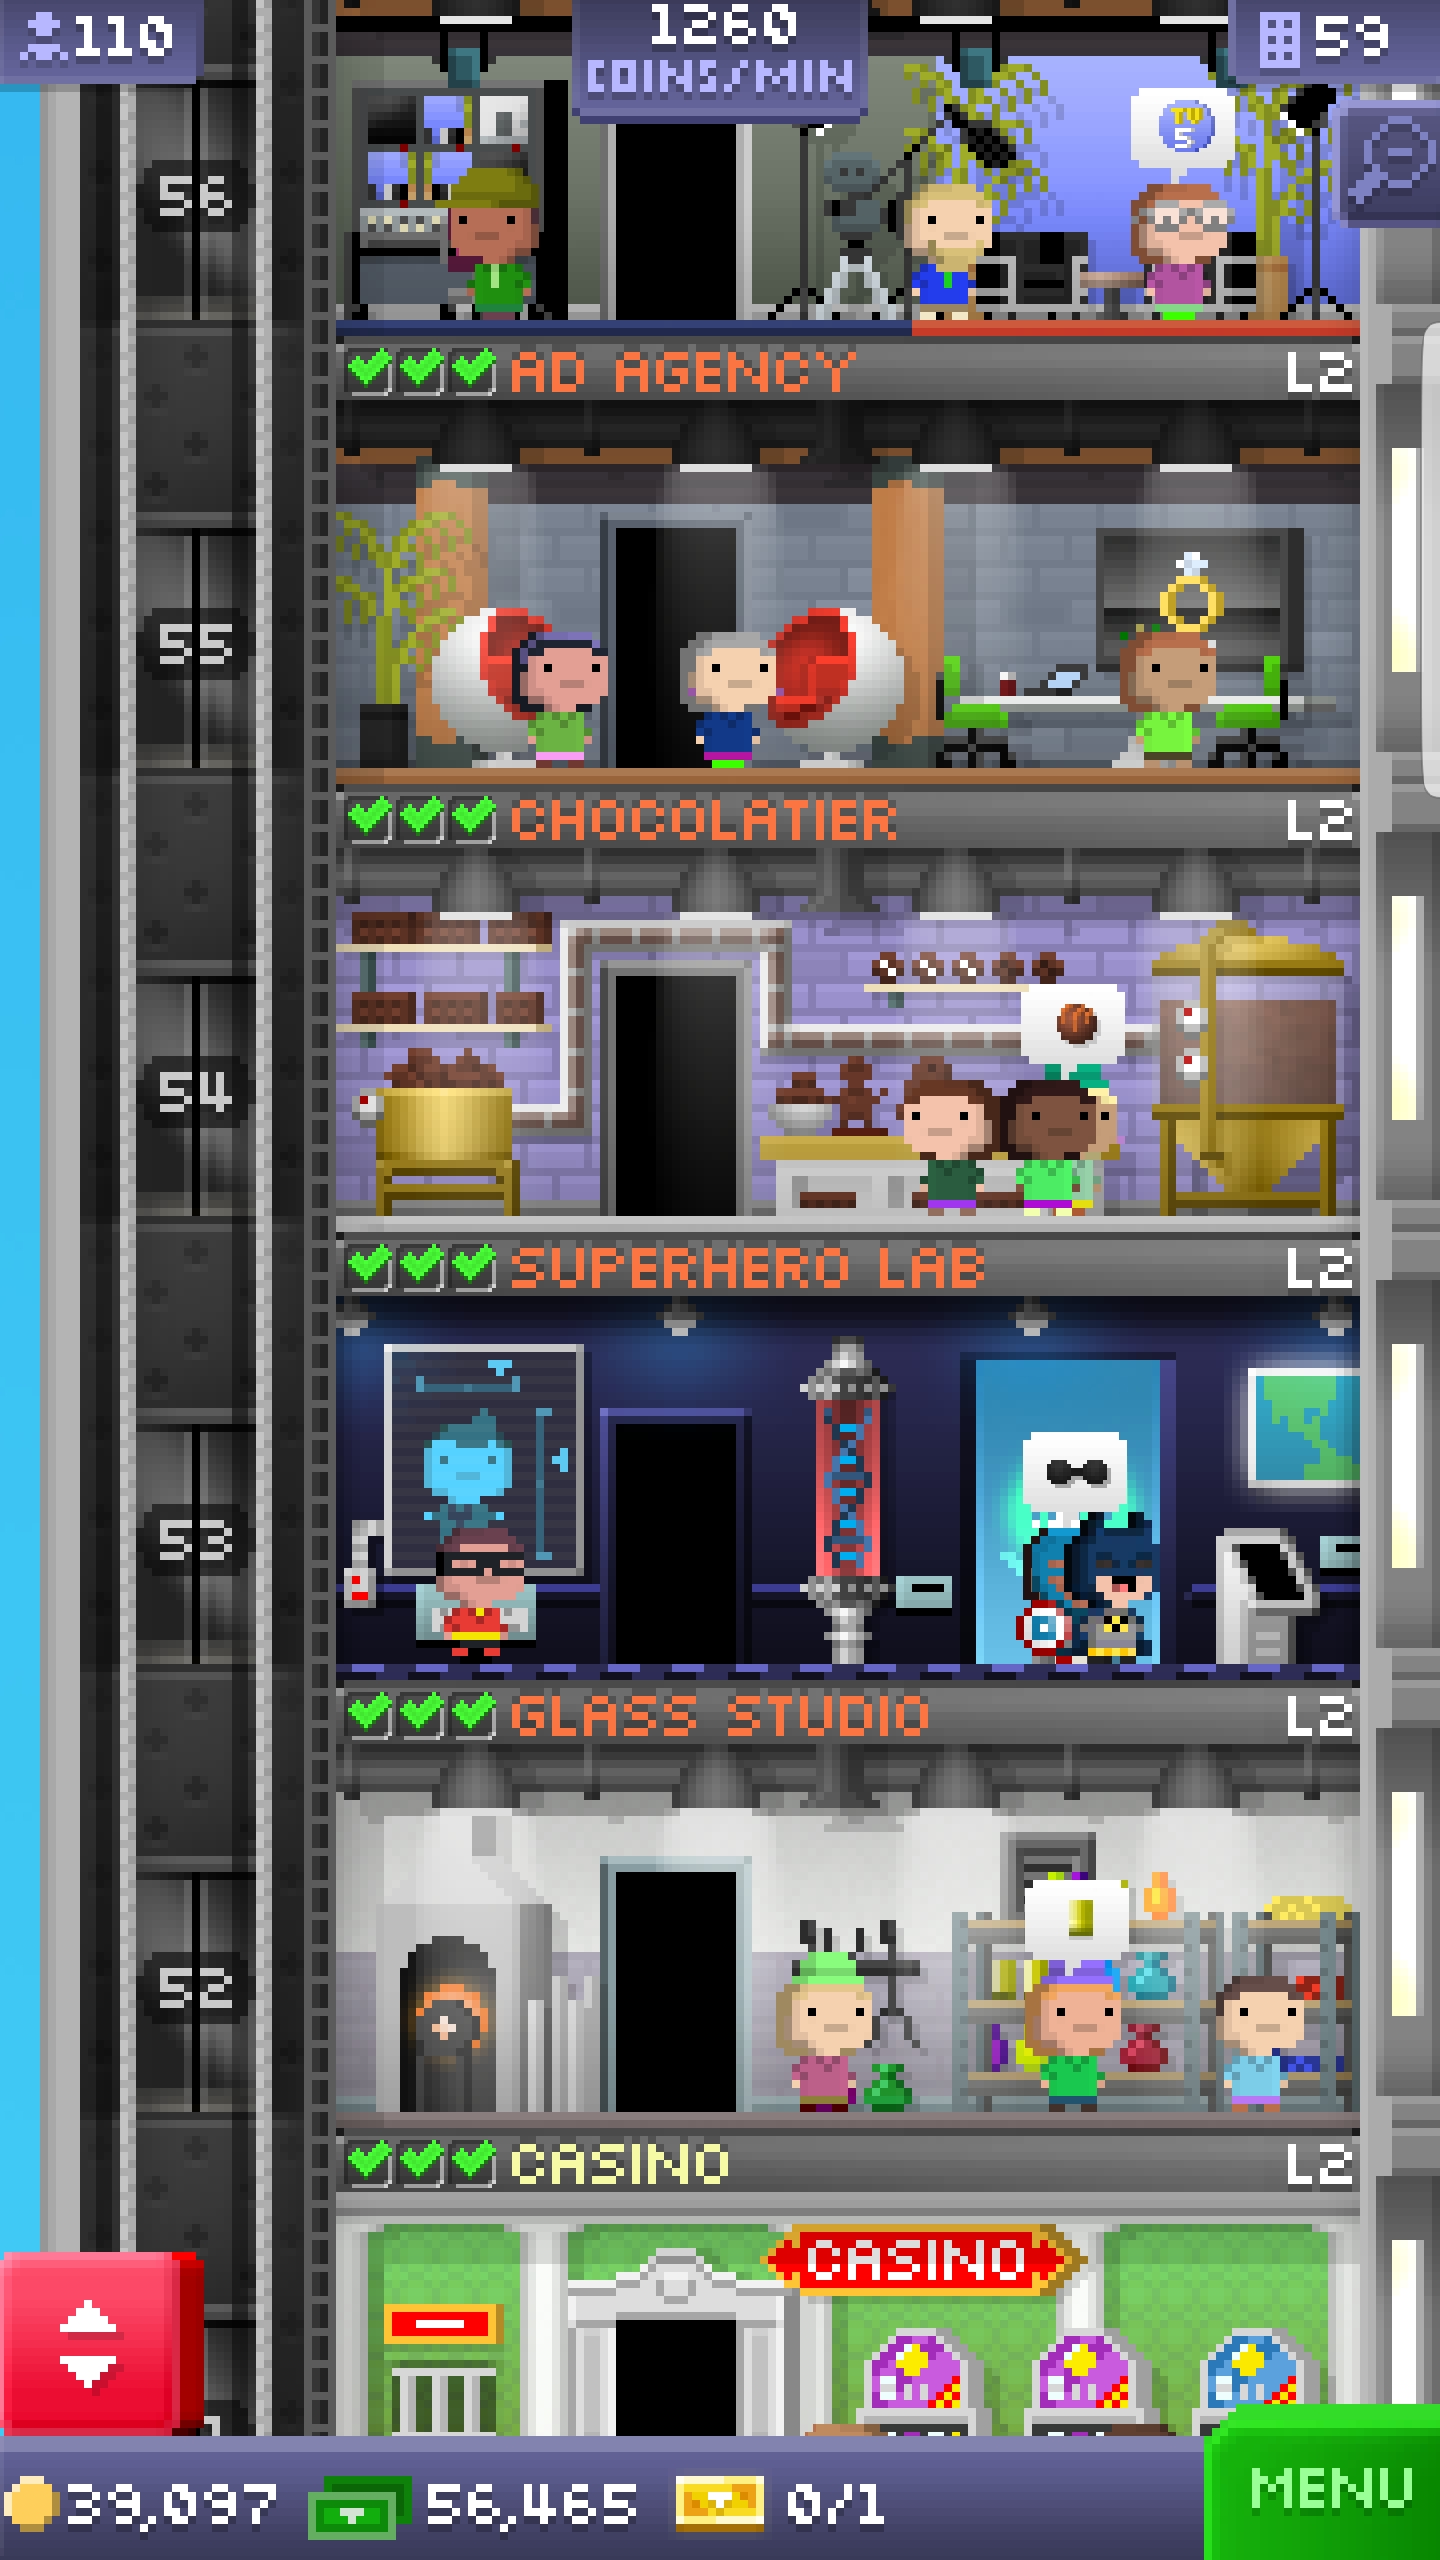 110
1260
COINS/MIN
59
TV
5
56
AD AGENCY L2
55
CHOCOLATIER L2
54
SUPERHERO LAB L2
53
GLASS STUDIO L2
52
CASINO L2
CASINO
39,097 56,465 0/1
MENU